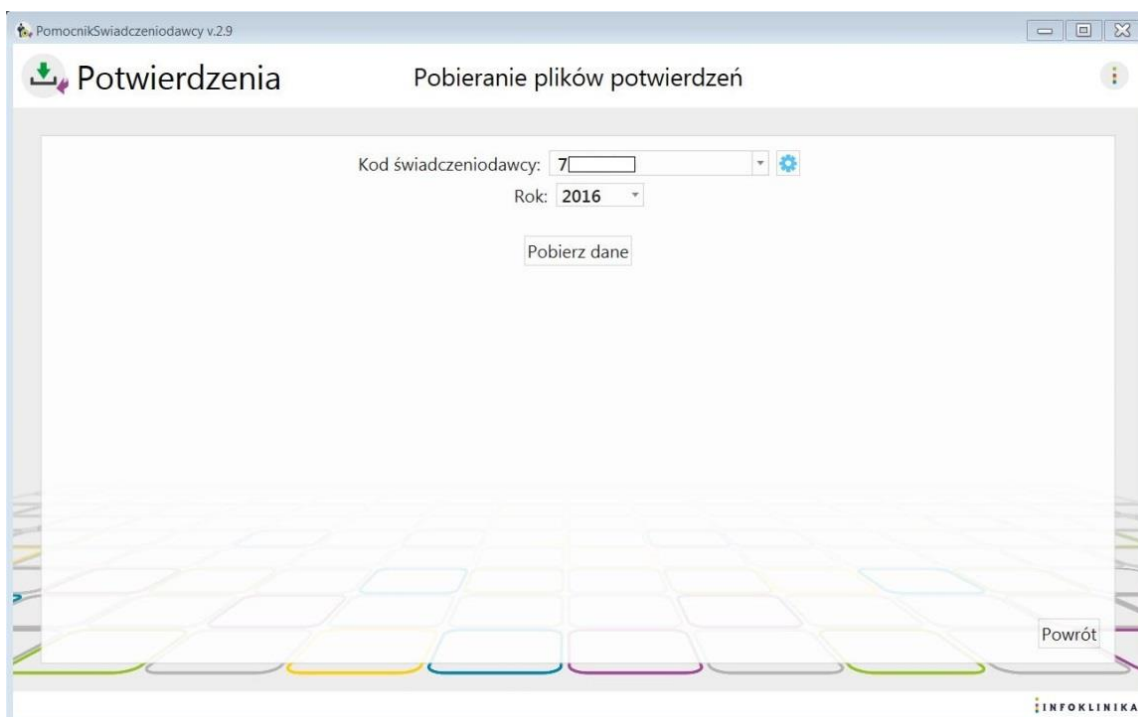 PomocnikSwiadczeniodawcy v.2.9
Potwierdzenia
Pobieranie plików potwierdzeń
Kod świadczeniodawcy: 7
Rok: 2016
Pobierz dane
Powrót
INFOKLINIKA